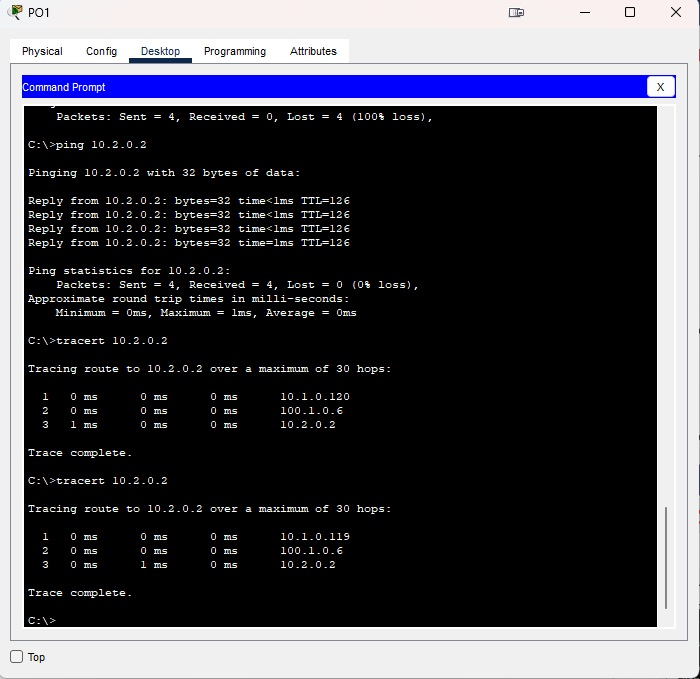 PO1
Physical Config Desktop Programming Attributes
Command Prompt X
Packets: Sent = 4, Received = 0, Lost = 4 (100% loss),
C:\>ping 10.2.0.2
Pinging 10.2.0.2 with 32 bytes of data:
Reply from 10.2.0.2: bytes=32 time<1ms TTL=126
Reply from 10.2.0.2: bytes=32 time<1ms TTL=126
Reply from 10.2.0.2: bytes=32 time<1ms TTL=126
Reply from 10.2.0.2: bytes=32 time=1ms TTL=126
Ping statistics for 10.2.0.2:
Packets: Sent = 4, Received = 4, Lost = 0 (0% loss),
Approximate round trip times in milli-seconds:
Minimum = 0ms, Maximum = 1ms, Average = 0ms
C:\>tracert 10.2.0.2
Tracing route to 10.2.0.2 over a maximum of 30 hops:
1 0 ms 0 ms 0 ms 10.1.0.120
2 0 ms 0 ms 0 ms 100.1.0.6
3 1 ms 0 ms 0 ms 10.2.0.2
Trace complete.
C:\>tracert 10.2.0.2
Tracing route to 10.2.0.2 over a maximum of 30 hops:
1 0 ms 0 ms 0 ms 10.1.0.119
2 0 ms 0 ms 0 ms 100.1.0.6
3 0 ms 1 ms 0 ms 10.2.0.2
Trace complete.
C:\>
Top